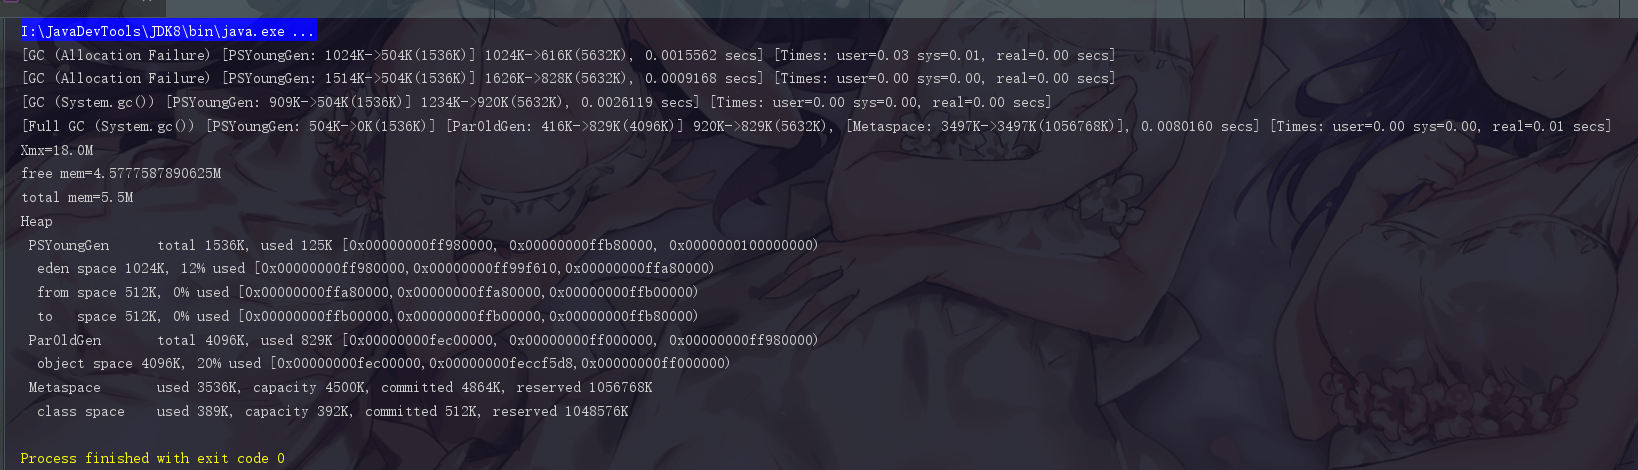 I:\JavaDevTools\JDK8\bin\java.exe ...
[GC (Allocation Failure) [PSYoungGen: 1024K->504K(1536K)] 1024K->616K(5632K), 0.0015562 secs] [Times: user=0.03 sys=0.01, real=0.00 secs]
[GC (Allocation Failure) [PSYoungGen: 1514K->504K(1536K)] 1626K->828K(5632K), 0.0009168 secs] [Times: user=0.00 sys=0.00, real=0.00 secs]
[GC (System.gc()) [PSYoungGen: 909K->504K(1536K)] 1234K->920K(5632K), 0.0026119 secs] [Times: user=0.00 sys=0.00, real=0.00 secs]
[Full GC (System.gc()) [PSYoungGen: 504K->0K(1536K)] [ParOldGen: 416K->829K(4096K)] 920K->829K(5632K), [Metaspace: 3497K->3497K(1056768K)], 0.0080160 secs] [Times: user=0.00 sys=0.00, real=0.01 secs]
Xmx=18.0M
free mem=4.5777587890625M
total mem=5.5M
Heap
PSYoungGen      total 1536K, used 125K [0x00000000ff980000, 0x00000000ffb80000, 0x0000000100000000)
eden space 1024K, 12% used [0x00000000ff980000,0x00000000ff99f610,0x00000000ffa80000)
from space 512K, 0% used [0x00000000ffa80000,0x00000000ffa80000,0x00000000ffb00000)
to   space 512K, 0% used [0x00000000ffb00000,0x00000000ffb00000,0x00000000ffb80000)
ParOldGen       total 4096K, used 829K [0x00000000fec00000, 0x00000000ff000000, 0x00000000ff980000)
object space 4096K, 20% used [0x00000000fec00000,0x00000000feccf5d8,0x00000000ff000000)
Metaspace       used 3536K, capacity 4500K, committed 4864K, reserved 1056768K
class space    used 389K, capacity 392K, committed 512K, reserved 1048576K
Process finished with exit code 0